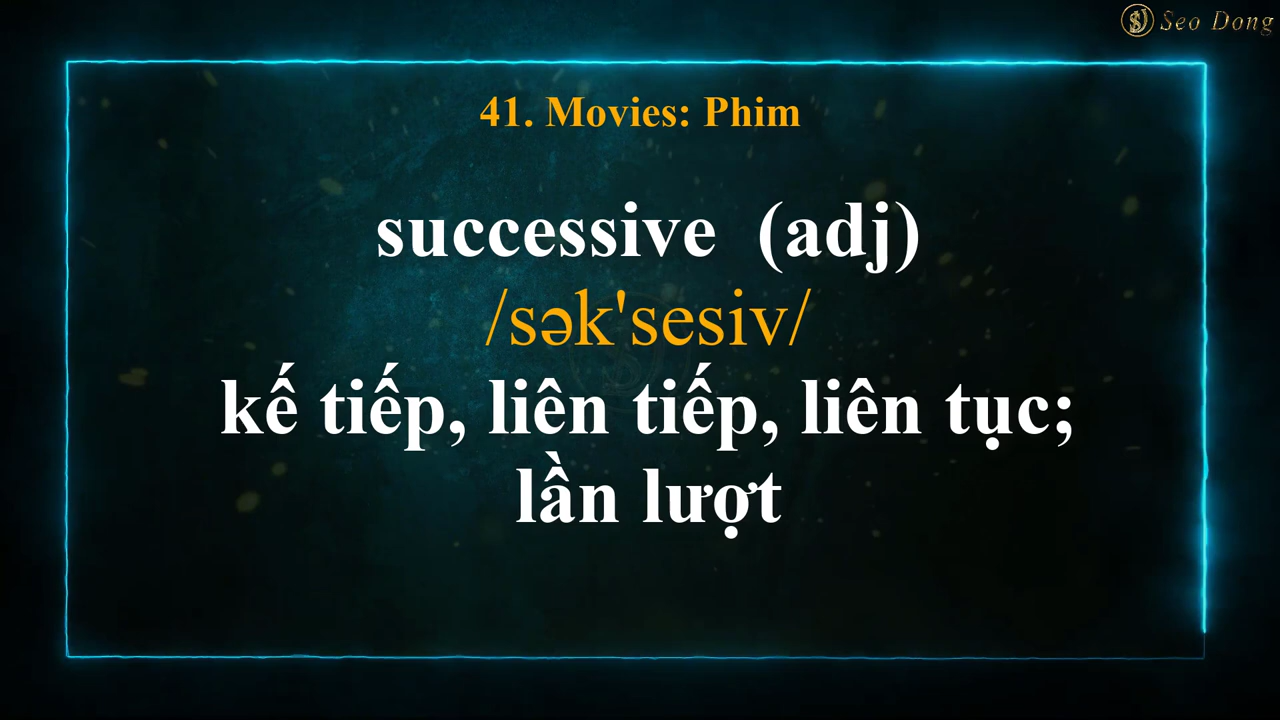 Seo Dong
41. Movies: Phim
successive (adj)
/sək'sesiv/
kế tiếp, liên tiếp, liên tục;
lần lượt